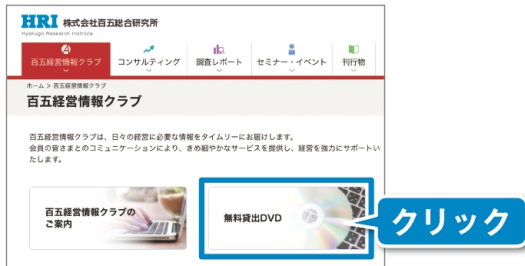 HRI 株式会社百五総合研究所
Hyakugo Research Institute
百五経営情報クラブ
コンサルティング
調査レポート
セミナー・イベント
刊行物
ホーム > 百五経営情報クラブ
百五経営情報クラブ
百五経営情報クラブは、日々の経営に必要な情報をタイムリーにお届けします。
会員の皆さまとのコミュニケーションにより、きめ細やかなサービスを提供し、経営を強力にサポートい
たします。
百五経営情報クラブの
ご案内
無料貸出DVD
クリック